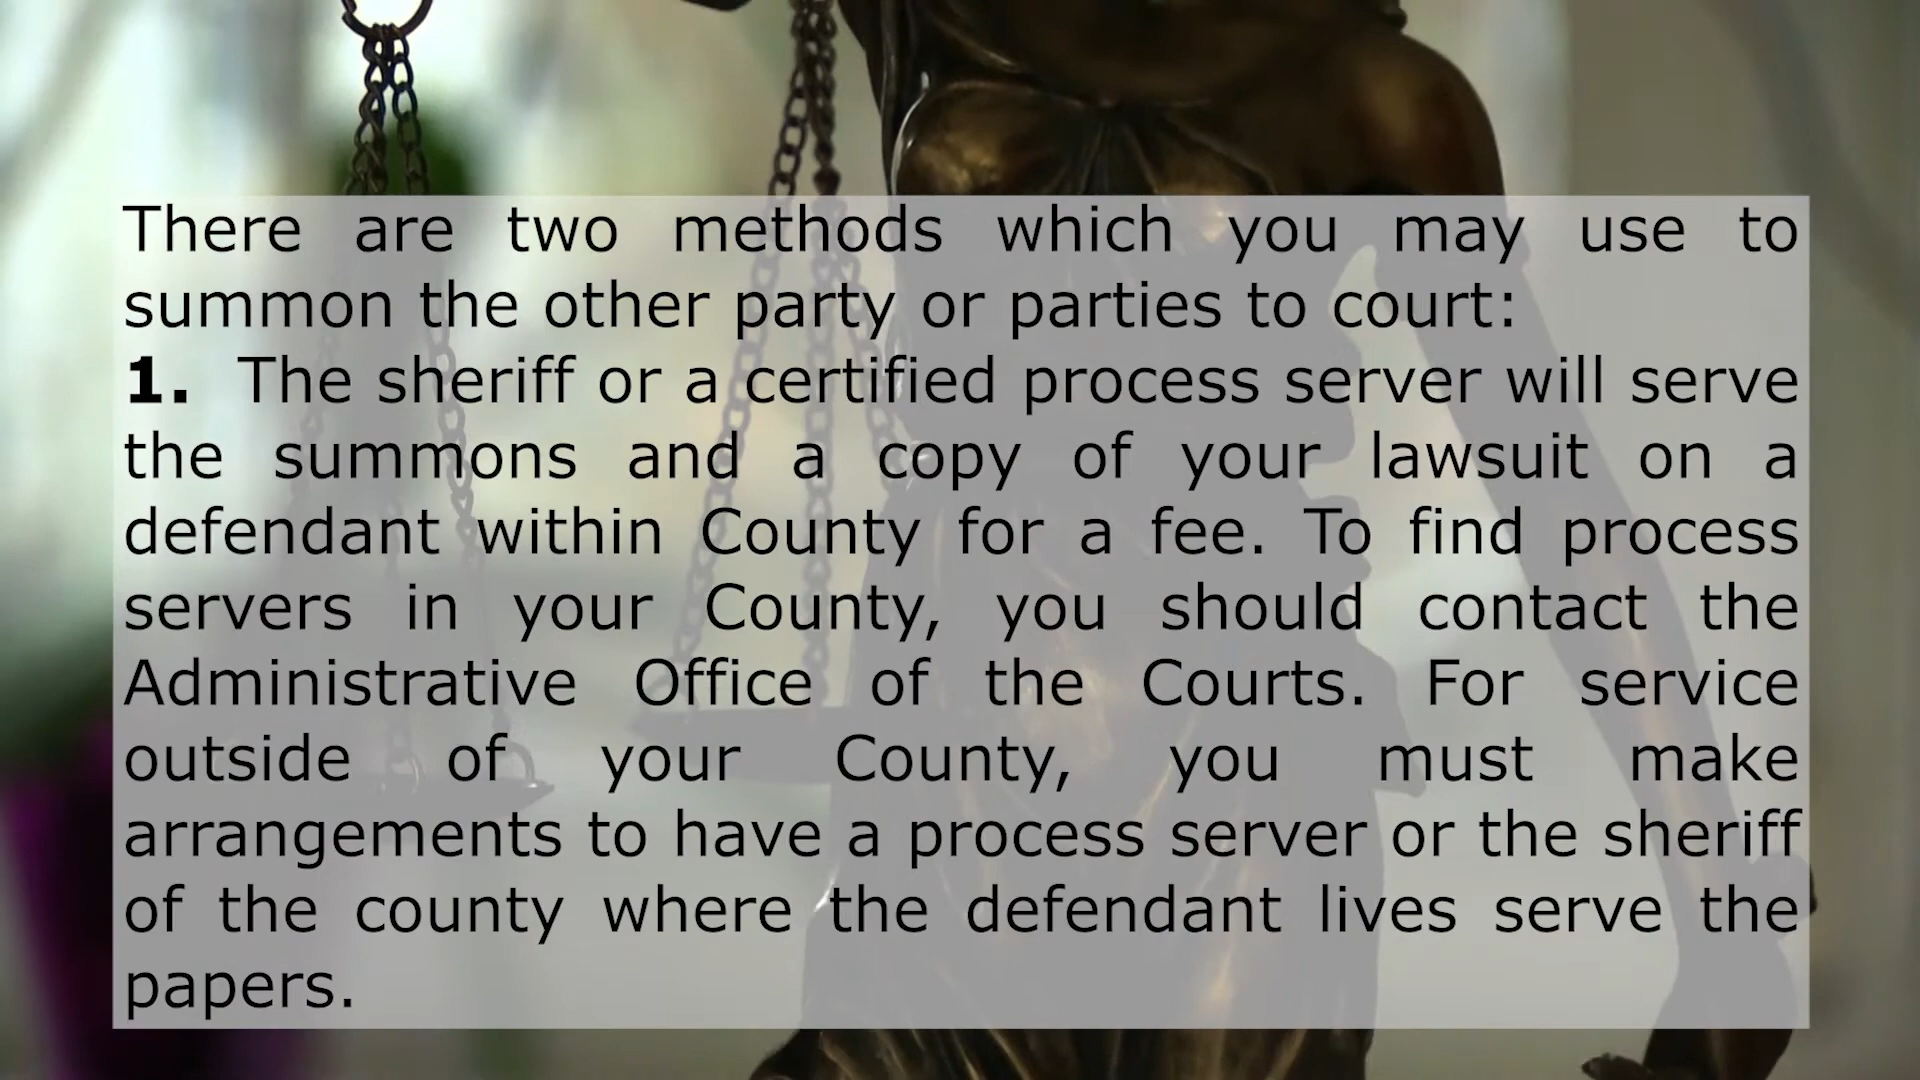 There are two methods which you may use to
summon the other party or parties to court:
1. The sheriff or a certified process server will serve
the summons and a copy of your lawsuit on a
defendant within County for a fee. To find process
servers in your County, you should contact the
Administrative Office of the Courts. For service
outside of your County, you must make
arrangements to have a process server or the sheriff
of the county where the defendant lives serve the
papers.